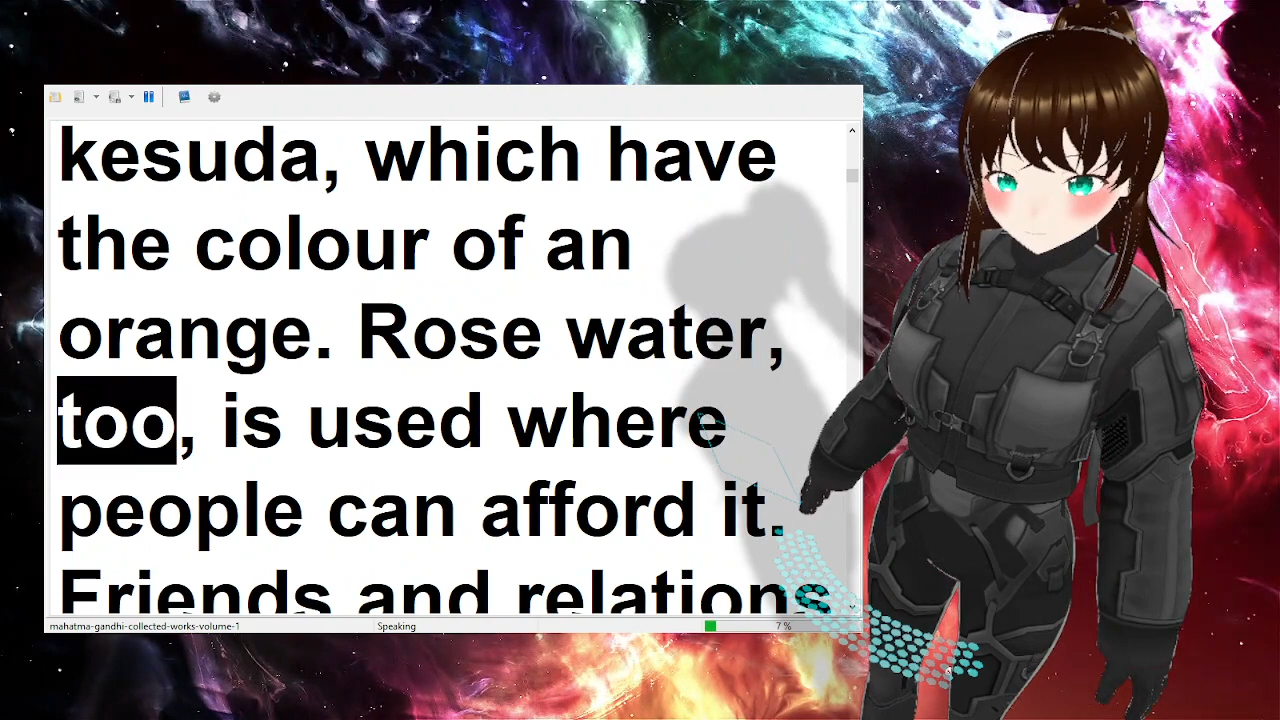 kesuda, which have
the colour of an
orange. Rose water,
too, is used where
people can afford it.
Friends and relations
mahatma-gandhi-collected-works-volume-1 Speaking 7 %